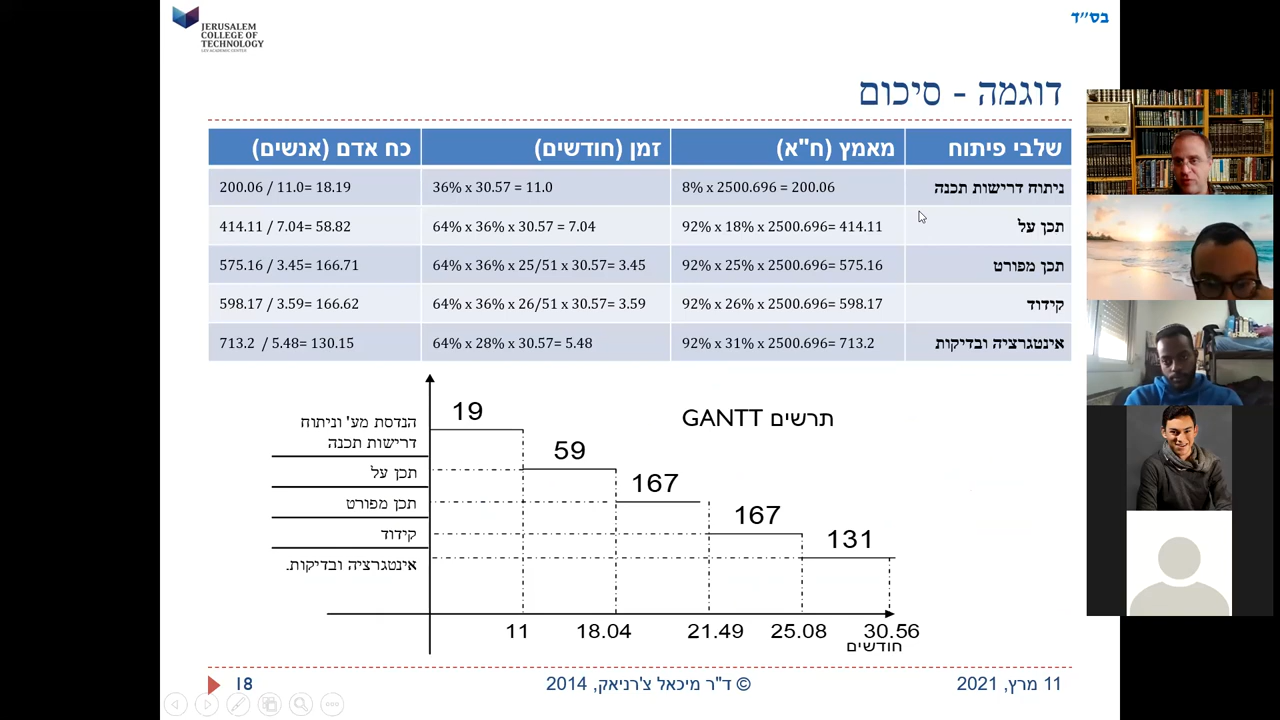 JERUSALEM
COLLEGE OF
TECHNOLOGY
LEV ACADEMIC CENTER
בס״ד
דוגמה - סיכום
שלבי פיתוח מאמץ (ח"א) זמן (חודשים) כח אדם (אנשים)
ניתוח דרישות תכנה 8% x 2500.696 = 200.06 36% x 30.57 = 11.0 200.06 / 11.0= 18.19
תכן על 92% x 18% x 2500.696= 414.11 64% x 36% x 30.57 = 7.04 414.11 / 7.04= 58.82
תכן מפורט 92% x 25% x 2500.696= 575.16 64% x 36% x 25/51 x 30.57= 3.45 575.16 / 3.45= 166.71
קידוד 92% x 26% x 2500.696= 598.17 64% x 36% x 26/51 x 30.57= 3.59 598.17 / 3.59= 166.62
אינטגרציה ובדיקות 92% x 31% x 2500.696= 713.2 64% x 28% x 30.57= 5.48 713.2 / 5.48= 130.15
תרשים GANTT
הנדסת מע' וניתוח
דרישות תכנה
תכן על
תכן מפורט
קידוד
אינטגרציה ובדיקות.
19
59
167
167
131
11 18.04 21.49 25.08 30.56
חודשים
11 מרץ, 2021
© ד"ר מיכאל צ'רניאק, 2014
18